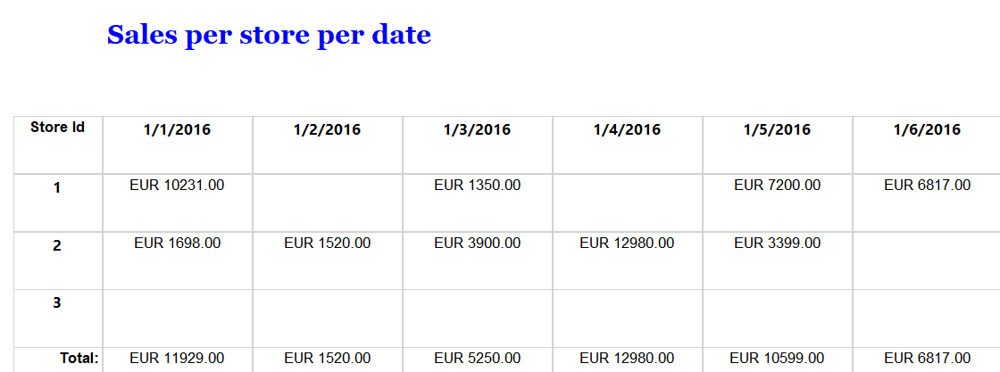 Sales per store per date
Store Id 1/1/2016 1/2/2016 1/3/2016 1/4/2016 1/5/2016 1/6/2016
1 EUR 10231.00 EUR 1350.00 EUR 7200.00 EUR 6817.00
2 EUR 1698.00 EUR 1520.00 EUR 3900.00 EUR 12980.00 EUR 3399.00
3
Total: EUR 11929.00 EUR 1520.00 EUR 5250.00 EUR 12980.00 EUR 10599.00 EUR 6817.00